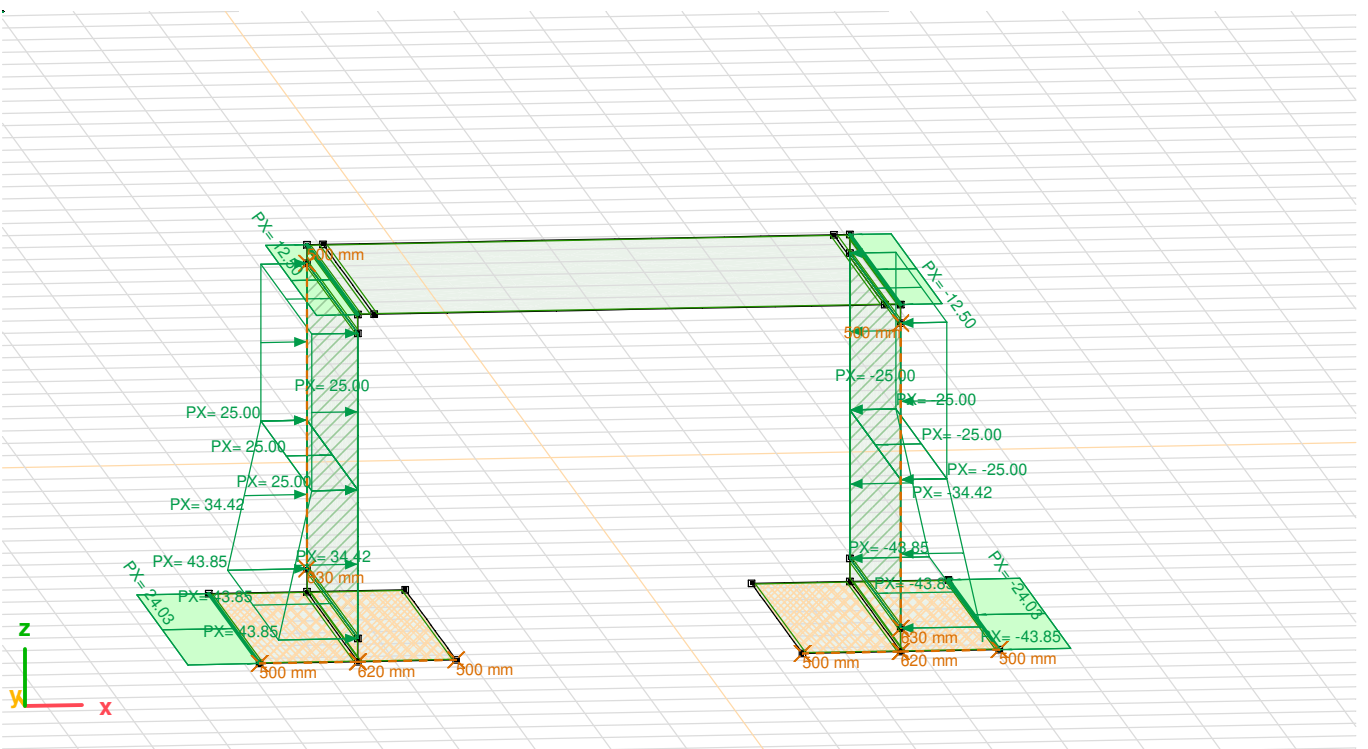 PX= 12.50
500 mm
PX= -12.50
500 mm
PX= 25.00
PX= -25.00
PX= 25.00
PX= -25.00
PX= 25.00
PX= -25.00
PX= 25.00
PX= -25.00
PX= 34.42
PX= -34.42
PX= 34.42
PX= -43.85
PX= 43.85
PX= 24.03
630 mm
PX= -43.85
PX= -24.03
PX= 43.85
PX= 43.85
630 mm
PX= -43.85
500 mm
620 mm
500 mm
500 mm
620 mm
500 mm
z
y
x